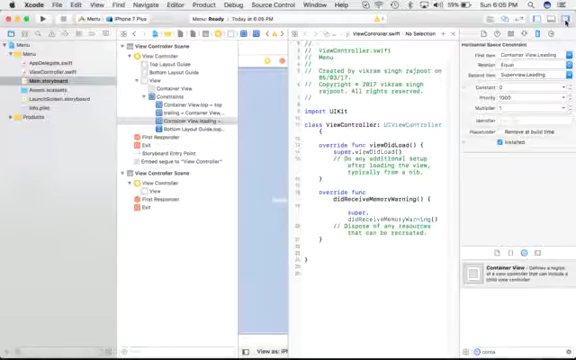 Xcode File Edit View Find Navigate Editor Product Debug Source Control Window Help
59% Sun 6:05 PM
Menu iPhone 7 Plus
Menu: Ready | Today at 6:05 PM
Menu
Menu
AppDelegate.swift
ViewController.swift
Main.storyboard
Assets.xcassets
LaunchScreen.storyboard
Info.plist
Products
View Controller Scene
View Controller
Top Layout Guide
Bottom Layout Guide
View
Container View
Constraints
Container View.top = top
trailing = Container View...
Container View.leading =
Bottom Layout Guide.top...
First Responder
Exit
Storyboard Entry Point
Embed segue to "View Controller"
View Controller Scene
View Controller
View
First Responder
Exit
View as: iPh
ViewController.swift
No Selection
//
// ViewController.swift
// Menu
//
// Created by vikram singh rajpoot on
// Copyright © 2017 vikram singh rajpoot.
All rights reserved.
//
import UIKit
class ViewController: UIViewController
{
override func viewDidLoad() {
super.viewDidLoad()
// Do any additional setup
after loading the view,
typically from a nib.
}
override func
didReceiveMemoryWarning() {
super.
didReceiveMemoryWarning()
// Dispose of any resources
that can be recreated.
}
}
Horizontal Space Constraint
First Item Container View.Leading
Relation Equal
Second Item Superview.Leading
Constant 0
Priority 1000
Multiplier 1
Identifier
Placeholder Remove at build time
Installed
Container View - Defines a region
of a view controller that can include a
child view controller.